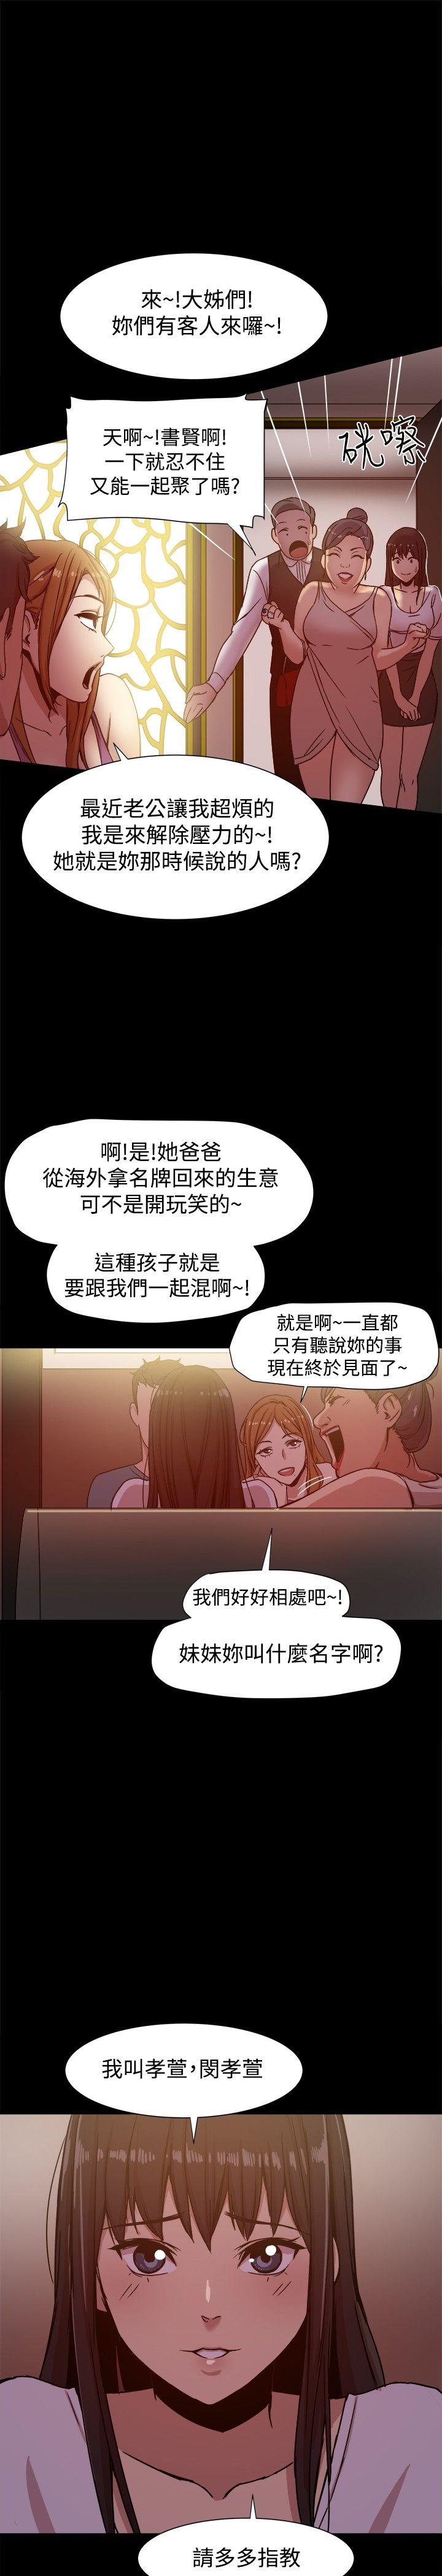 來~!大姊們!
妳們有客人來囉~!
天啊~!書賢啊!
一下就忍不住
又能一起聚了嗎?
硄嚓
最近老公讓我超煩的
我是來解除壓力的~!
她就是妳那時候說的人嗎?
啊!是!她爸爸
從海外拿名牌回來的生意
可不是開玩笑的~
這種孩子就是
要跟我們一起混啊~!
就是啊~一直都
只有聽說妳的事
現在終於見面了~
我們好好相處吧~!
妹妹妳叫什麼名字啊?
我叫孝萱,閔孝萱
請多多指教